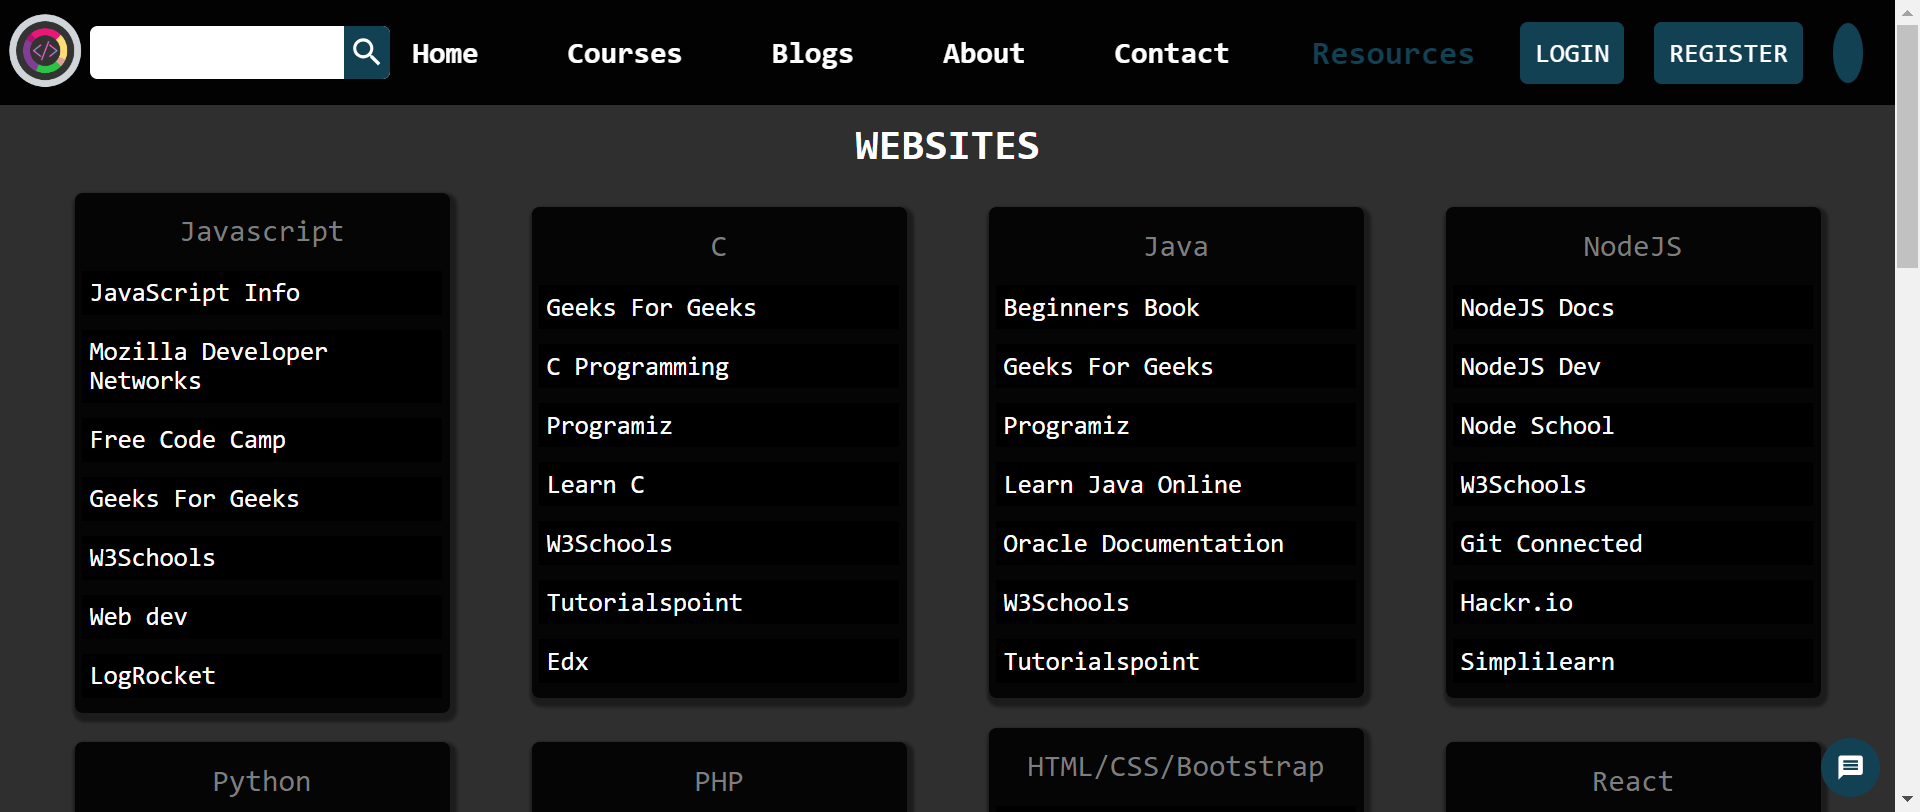 </>
Home
Courses
Blogs
About
Contact
Resources
LOGIN
REGISTER
WEBSITES
Javascript
JavaScript Info
Mozilla Developer
Networks
Free Code Camp
Geeks For Geeks
W3Schools
Web dev
LogRocket
C
Geeks For Geeks
C Programming
Programiz
Learn C
W3Schools
Tutorialspoint
Edx
Java
Beginners Book
Geeks For Geeks
Programiz
Learn Java Online
Oracle Documentation
W3Schools
Tutorialspoint
NodeJS
NodeJS Docs
NodeJS Dev
Node School
W3Schools
Git Connected
Hackr.io
Simplilearn
Python
PHP
HTML/CSS/Bootstrap
React